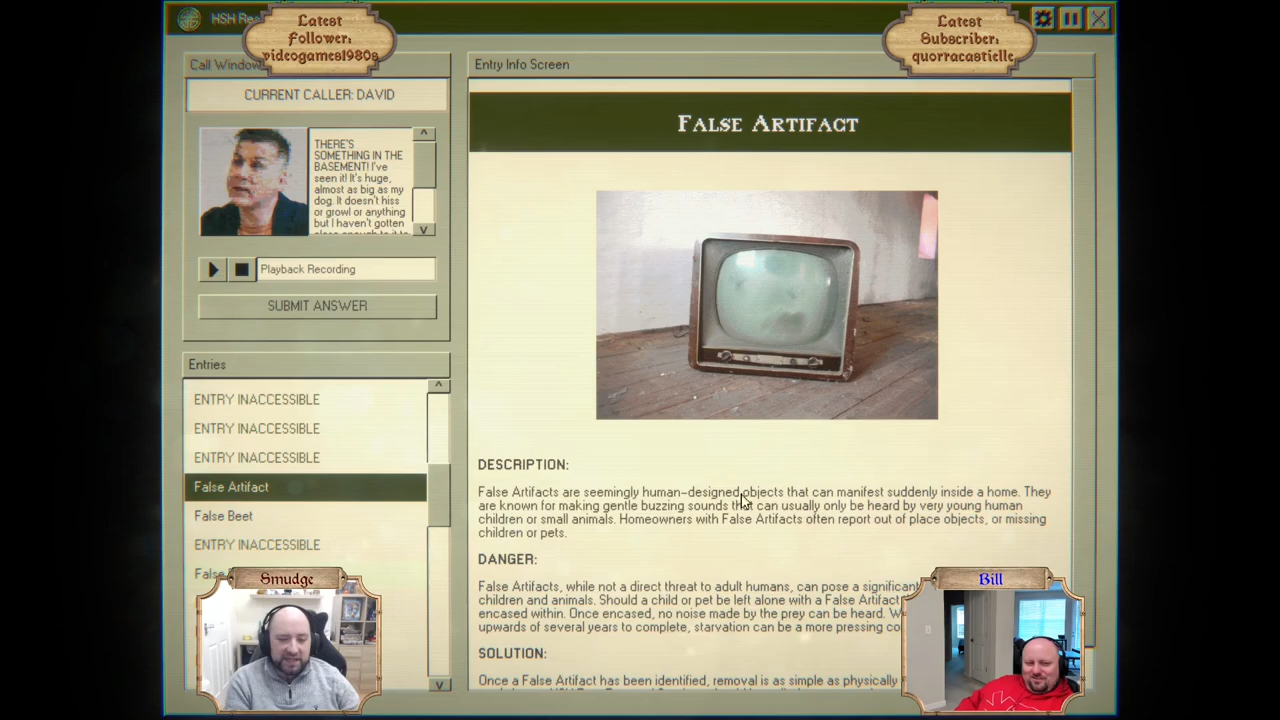 HSH
Latest
Follower:
videogames1980s
Latest
Subscriber:
quorracastielle
Call Window
CURRENT CALLER: DAVID
THERE'S
SOMETHING IN THE
BASEMENT! I've
seen it! It's huge,
almost as big as my
dog. It doesn't hiss
or growl or anything
but I haven't gotten
Playback Recording
SUBMIT ANSWER
Entries
ENTRY INACCESSIBLE
ENTRY INACCESSIBLE
ENTRY INACCESSIBLE
False Artifact
False Beet
ENTRY INACCESSIBLE
False
Smudge
Entry Info Screen
FALSE ARTIFACT
DESCRIPTION:
False Artifacts are seemingly human-designed objects that can manifest suddenly inside a home. They
are known for making gentle buzzing sounds that can usually only be heard by very young human
children or small animals. Homeowners with False Artifacts often report out of place objects, or missing
children or pets.
DANGER:
False Artifacts, while not a direct threat to adult humans, can pose a significant
children and animals. Should a child or pet be left alone with a False Artifact
encased within. Once encased, no noise made by the prey can be heard.
upwards of several years to complete, starvation can be a more pressing
SOLUTION:
Once a False Artifact has been identified, removal is as simple as physically
Bill